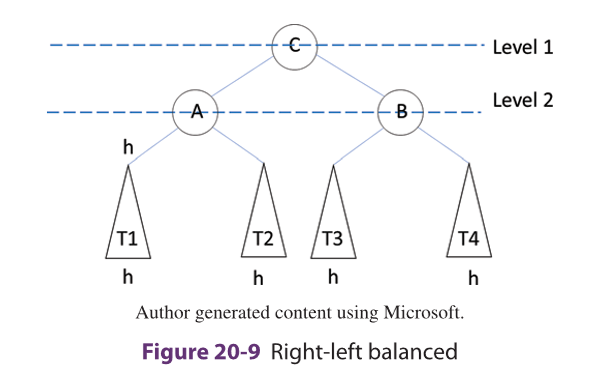 C
Level 1
A
B
Level 2
h
T1
T2
T3
T4
h
h
h
h
Author generated content using Microsoft.
Figure 20-9 Right-left balanced